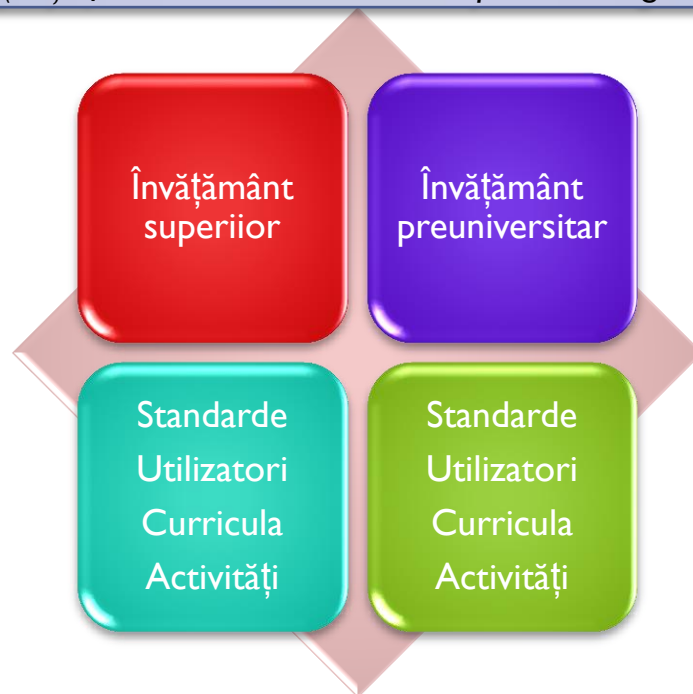 Învățământ
superiior
Învățământ
preuniversitar
Standarde
Utilizatori
Curricula
Activități
Standarde
Utilizatori
Curricula
Activități